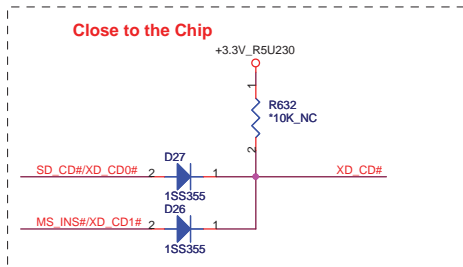 Close to the Chip
+3.3V_R5U230
1
R632
*10K_NC
2
D27
SD_CD#/XD_CD0# 2 1 XD_CD#
1SS355
D26
MS_INS#/XD_CD1# 2 1
1SS355